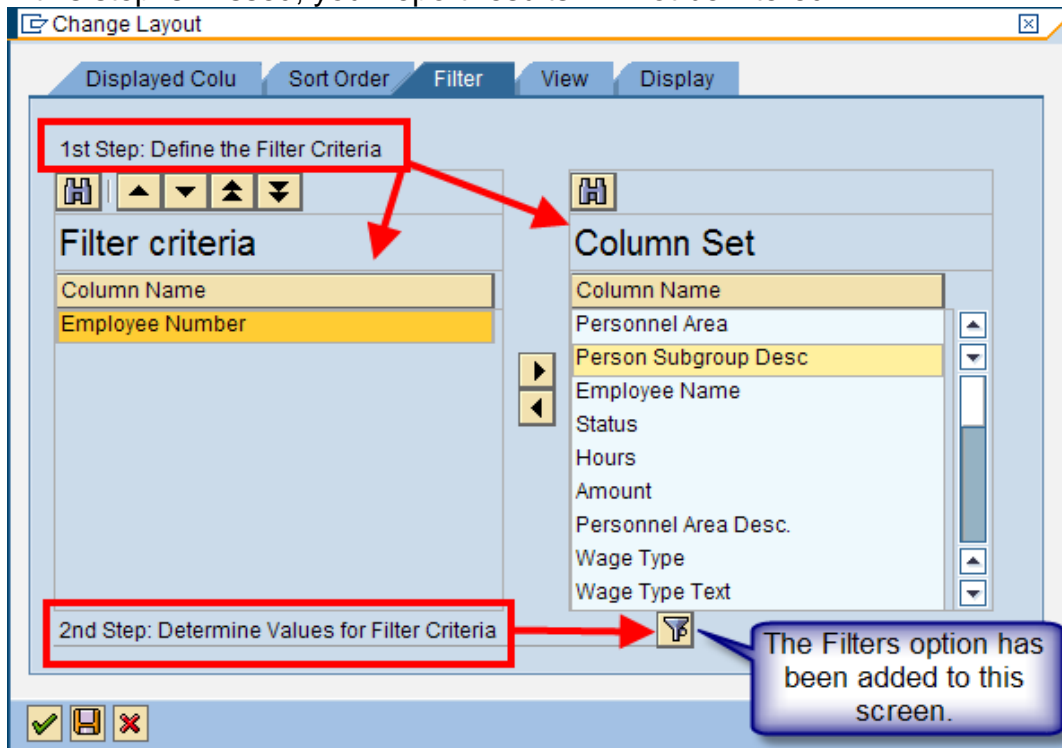 Change Layout
Displayed Colu Sort Order Filter View Display
1st Step: Define the Filter Criteria
Filter criteria
Column Set
Column Name
Column Name
Employee Number
Personnel Area
Person Subgroup Desc
Employee Name
Status
Hours
Amount
Personnel Area Desc.
Wage Type
Wage Type Text
2nd Step: Determine Values for Filter Criteria
The Filters option has
been added to this
screen.